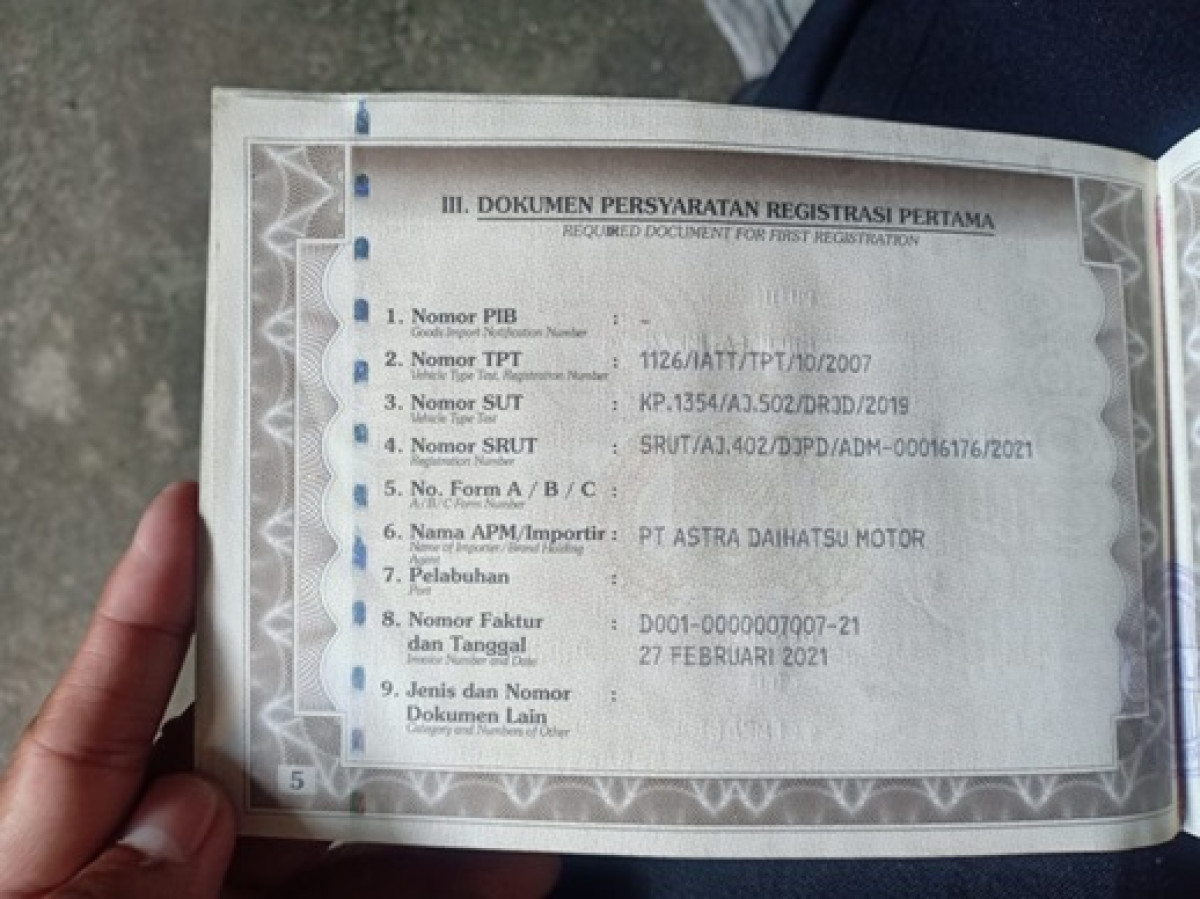 III. DOKUMEN PERSYARATAN REGISTRASI PERTAMA
REQUIRED DOCUMENT FOR FIRST REGISTRATION
1. Nomor PIB : -
Goods Import Notification Number
2. Nomor TPT : 1126/IATT/TPT/10/2007
Vehicle Type Test, Registration Number
3. Nomor SUT : KP.1354/AJ.502/DRJD/2019
Vehicle Type Test
4. Nomor SRUT : SRUT/AJ.402/DJPD/ADM-00016176/2021
Registration Number
5. No. Form A / B / C :
A / B / C Form Number
6. Nama APM/Importir : PT ASTRA DAIHATSU MOTOR
Name of Importer/Brand Holding
Agent
7. Pelabuhan :
Port
8. Nomor Faktur : D001-0000007007-21
dan Tanggal 27 FEBRUARI 2021
Invoice Number and Date
9. Jenis dan Nomor :
Dokumen Lain
Category and Numbers of Other
5